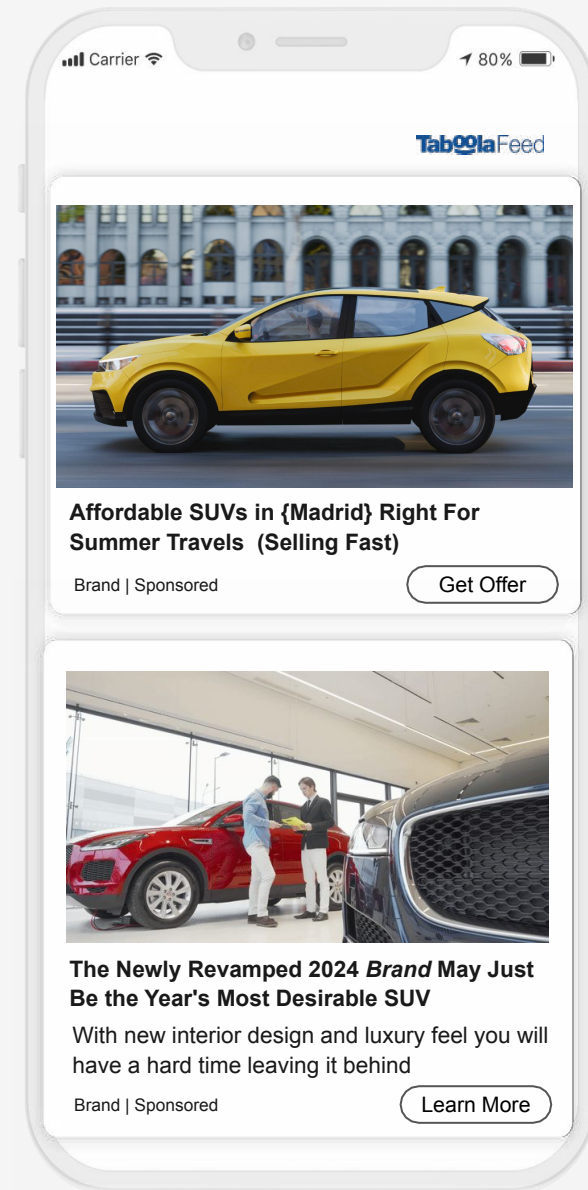 Carrier
80%
Taboola Feed
Affordable SUVs in {Madrid} Right For
Summer Travels (Selling Fast)
Brand | Sponsored
Get Offer
The Newly Revamped 2024 Brand May Just
Be the Year's Most Desirable SUV
With new interior design and luxury feel you will
have a hard time leaving it behind
Brand | Sponsored
Learn More